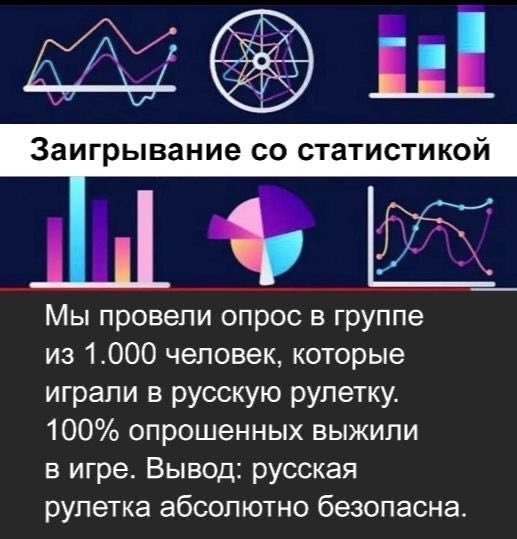 Заигрывание со статистикой
Мы провели опрос в группе
из 1.000 человек, которые
играли в русскую рулетку.
100% опрошенных выжили
в игре. Вывод: русская
рулетка абсолютно безопасна.